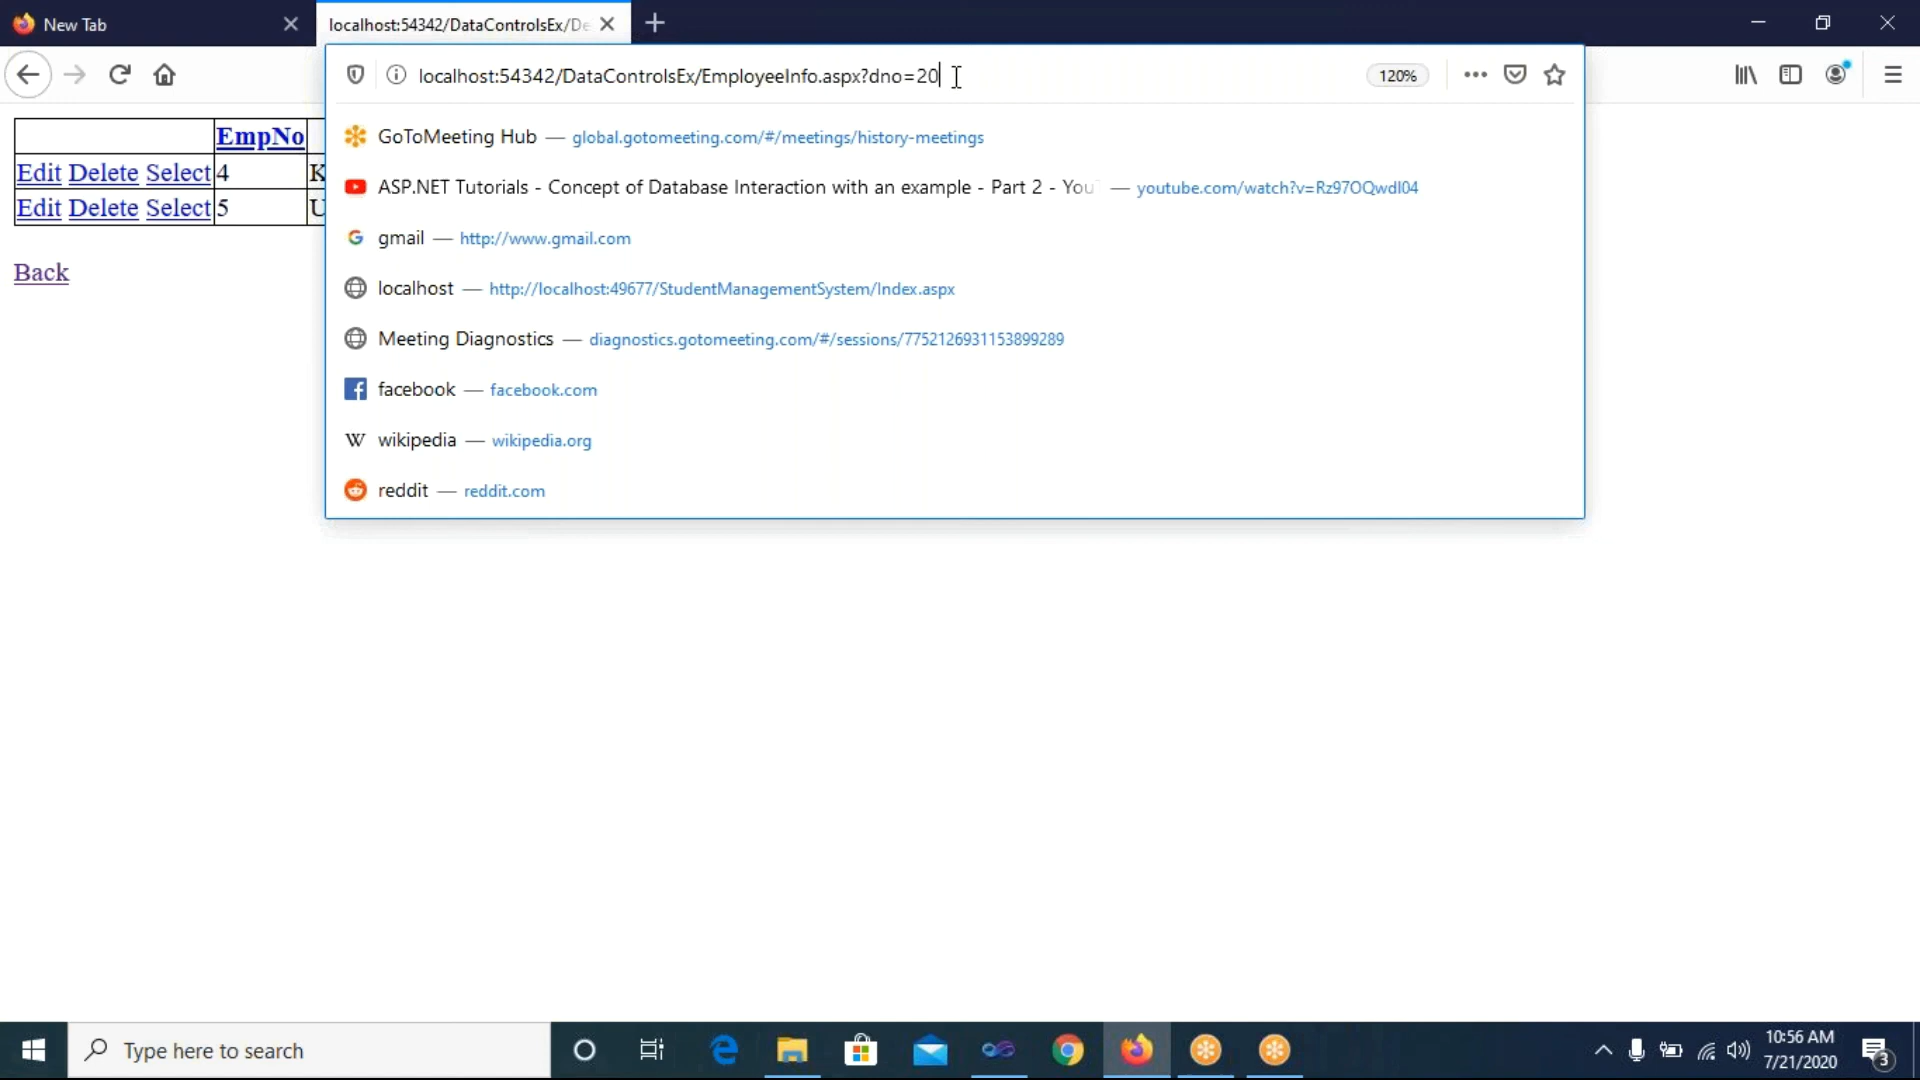 New Tab
localhost:54342/DataControlsEx/De
localhost:54342/DataControlsEx/EmployeeInfo.aspx?dno=20
120%
GoToMeeting Hub — global.gotomeeting.com/#/meetings/history-meetings
ASP.NET Tutorials - Concept of Database Interaction with an example - Part 2 - You — youtube.com/watch?v=Rz97OQwdI04
gmail — http://www.gmail.com
localhost — http://localhost:49677/StudentManagementSystem/Index.aspx
Meeting Diagnostics — diagnostics.gotomeeting.com/#/sessions/7752126931153899289
facebook — facebook.com
W wikipedia — wikipedia.org
reddit — reddit.com
EmpNo
Edit Delete Select 4 K
Edit Delete Select 5 U
Back
Type here to search
10:56 AM
7/21/2020
3